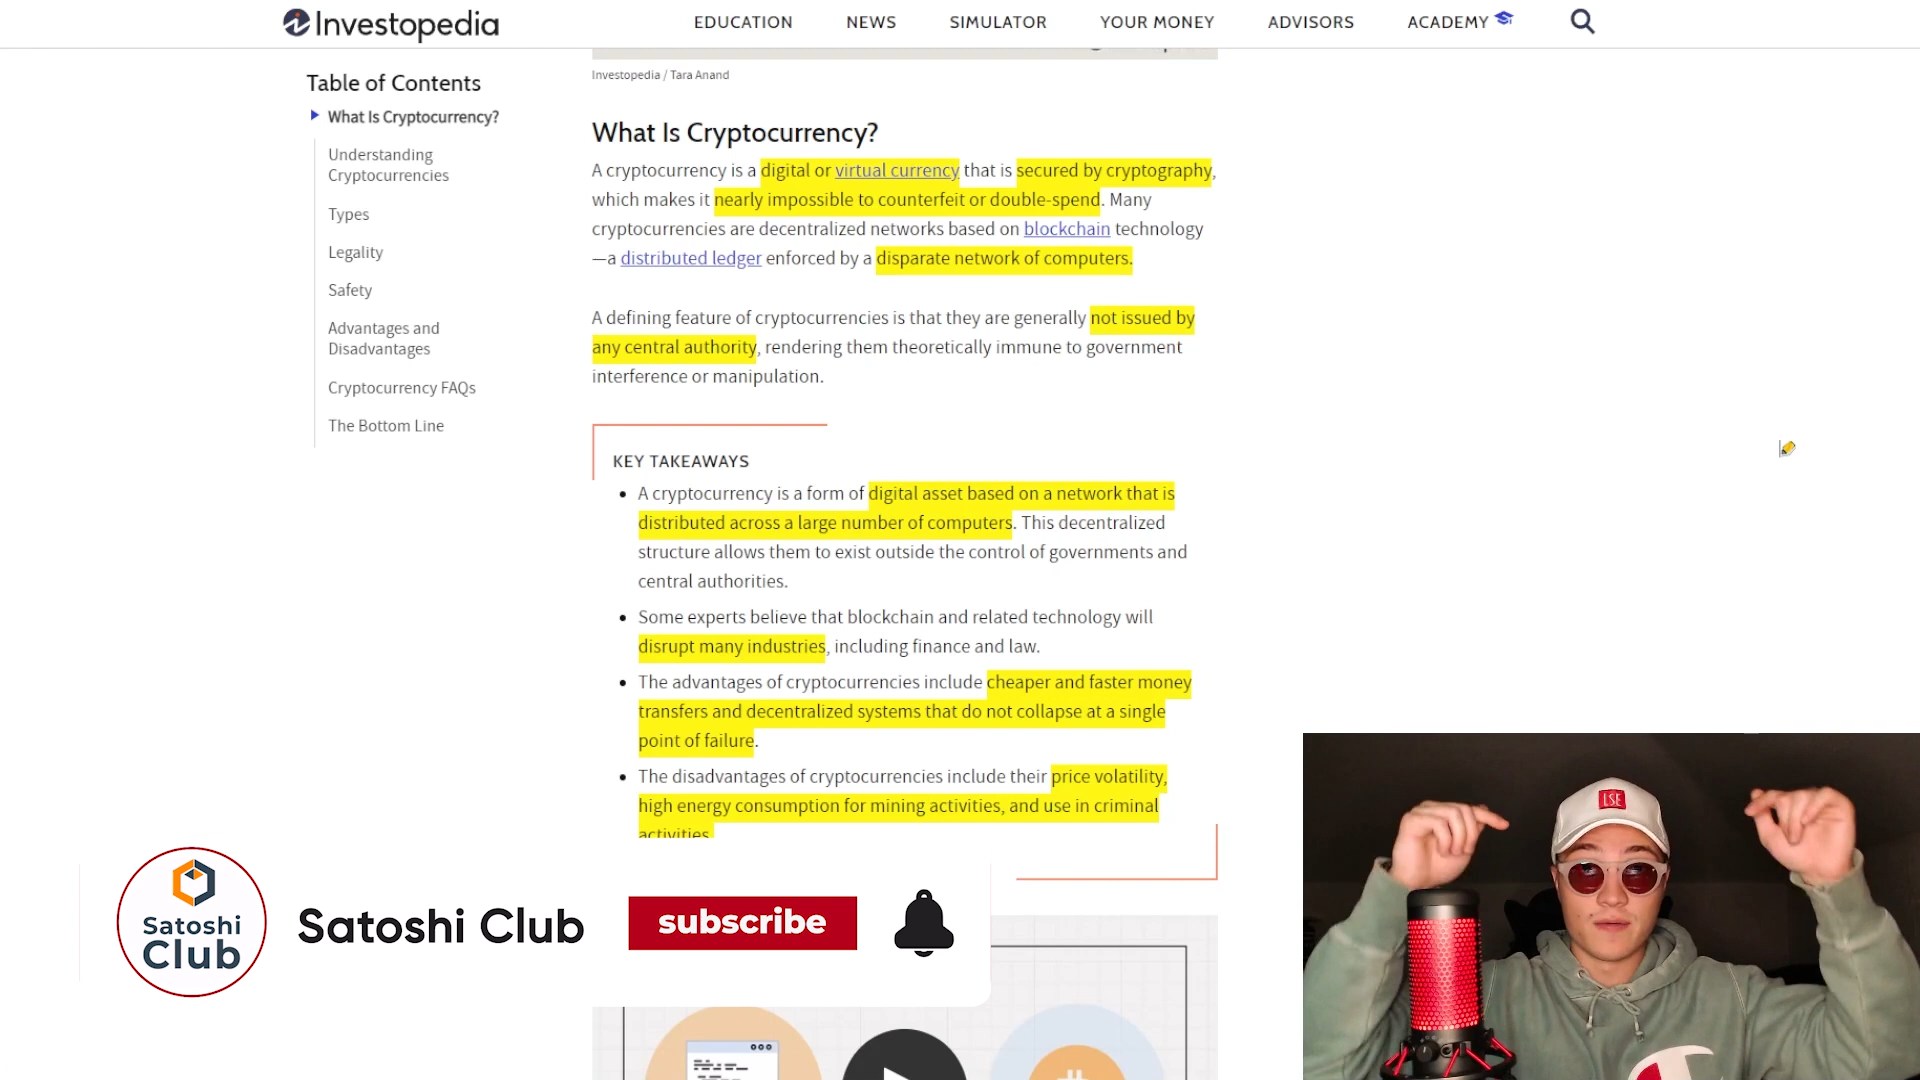 Investopedia
EDUCATION
NEWS
SIMULATOR
YOUR MONEY
ADVISORS
ACADEMY
Table of Contents
What Is Cryptocurrency?
Understanding
Cryptocurrencies
Types
Legality
Safety
Advantages and
Disadvantages
Cryptocurrency FAQs
The Bottom Line
Investopedia / Tara Anand
What Is Cryptocurrency?
A cryptocurrency is a digital or virtual currency that is secured by cryptography,
which makes it nearly impossible to counterfeit or double-spend. Many
cryptocurrencies are decentralized networks based on blockchain technology
—a distributed ledger enforced by a disparate network of computers.
A defining feature of cryptocurrencies is that they are generally not issued by
any central authority, rendering them theoretically immune to government
interference or manipulation.
KEY TAKEAWAYS
• A cryptocurrency is a form of digital asset based on a network that is
distributed across a large number of computers. This decentralized
structure allows them to exist outside the control of governments and
central authorities.
• Some experts believe that blockchain and related technology will
disrupt many industries, including finance and law.
• The advantages of cryptocurrencies include cheaper and faster money
transfers and decentralized systems that do not collapse at a single
point of failure.
• The disadvantages of cryptocurrencies include their price volatility,
high energy consumption for mining activities, and use in criminal
activities.
Satoshi
Club
Satoshi Club
subscribe
LSE